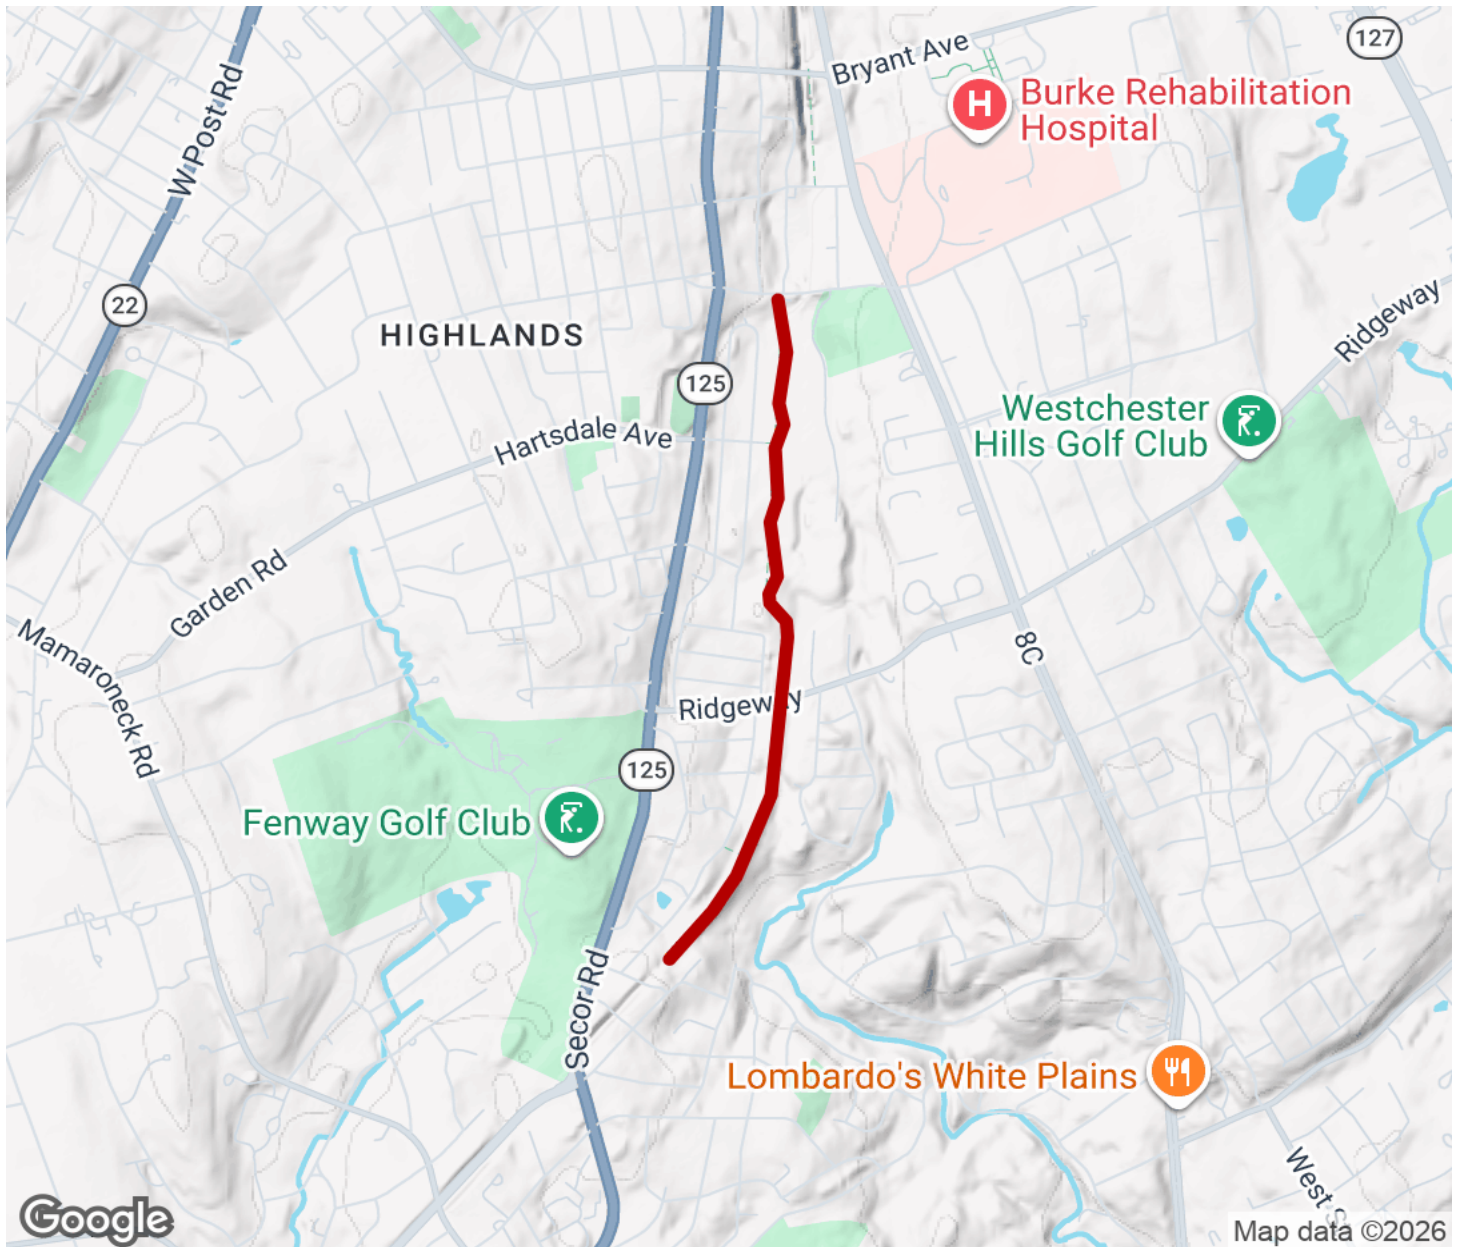 127
Bryant Ave
Burke Rehabilitation
Hospital
W Post Rd
22
HIGHLANDS
Ridgeway
125
Westchester
Hills Golf Club
Hartsdale Ave
Garden Rd
Mamaroneck Rd
8C
Ridgeway
125
Fenway Golf Club
Secor Rd
Lombardo's White Plains
West S
Google
Map data ©2026